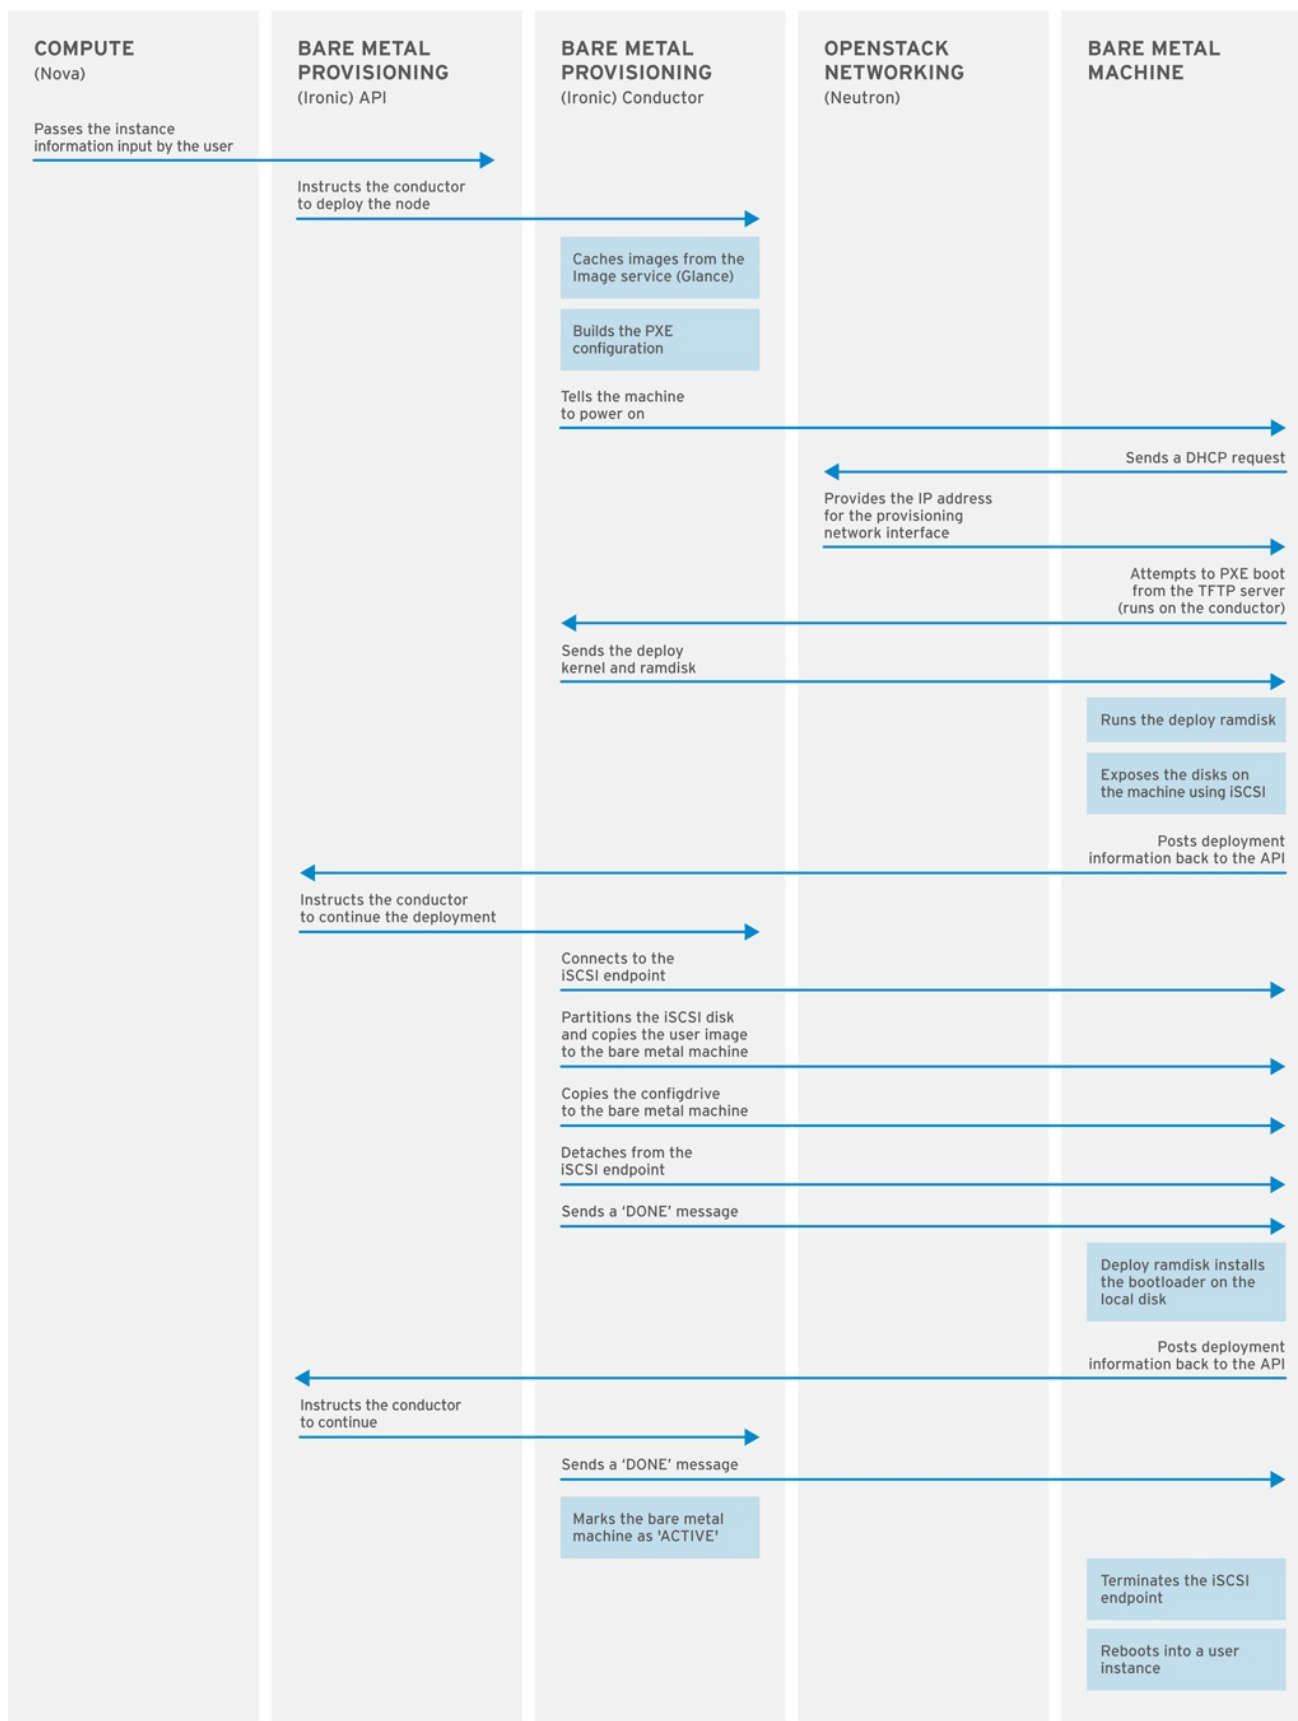 COMPUTE
(Nova)
BARE METAL
PROVISIONING
(Ironic) API
BARE METAL
PROVISIONING
(Ironic) Conductor
OPENSTACK
NETWORKING
(Neutron)
BARE METAL
MACHINE
Passes the instance
information input by the user
Instructs the conductor
to deploy the node
Caches images from the
Image service (Glance)
Builds the PXE
configuration
Tells the machine
to power on
Sends a DHCP request
Provides the IP address
for the provisioning
network interface
Attempts to PXE boot
from the TFTP server
(runs on the conductor)
Sends the deploy
kernel and ramdisk
Runs the deploy ramdisk
Exposes the disks on
the machine using iSCSI
Posts deployment
information back to the API
Instructs the conductor
to continue the deployment
Connects to the
iSCSI endpoint
Partitions the iSCSI disk
and copies the user image
to the bare metal machine
Copies the configdrive
to the bare metal machine
Detaches from the
iSCSI endpoint
Sends a ‘DONE’ message
Deploy ramdisk installs
the bootloader on the
local disk
Posts deployment
information back to the API
Instructs the conductor
to continue
Sends a ‘DONE’ message
Marks the bare metal
machine as 'ACTIVE'
Terminates the iSCSI
endpoint
Reboots into a user
instance